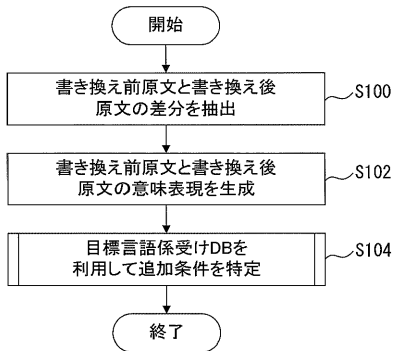 開始
書き換え前原文と書き換え後
原文の差分を抽出
S100
書き換え前原文と書き換え後
原文の意味表現を生成
S102
目標言語係受けDBを
利用して追加条件を特定
S104
終了